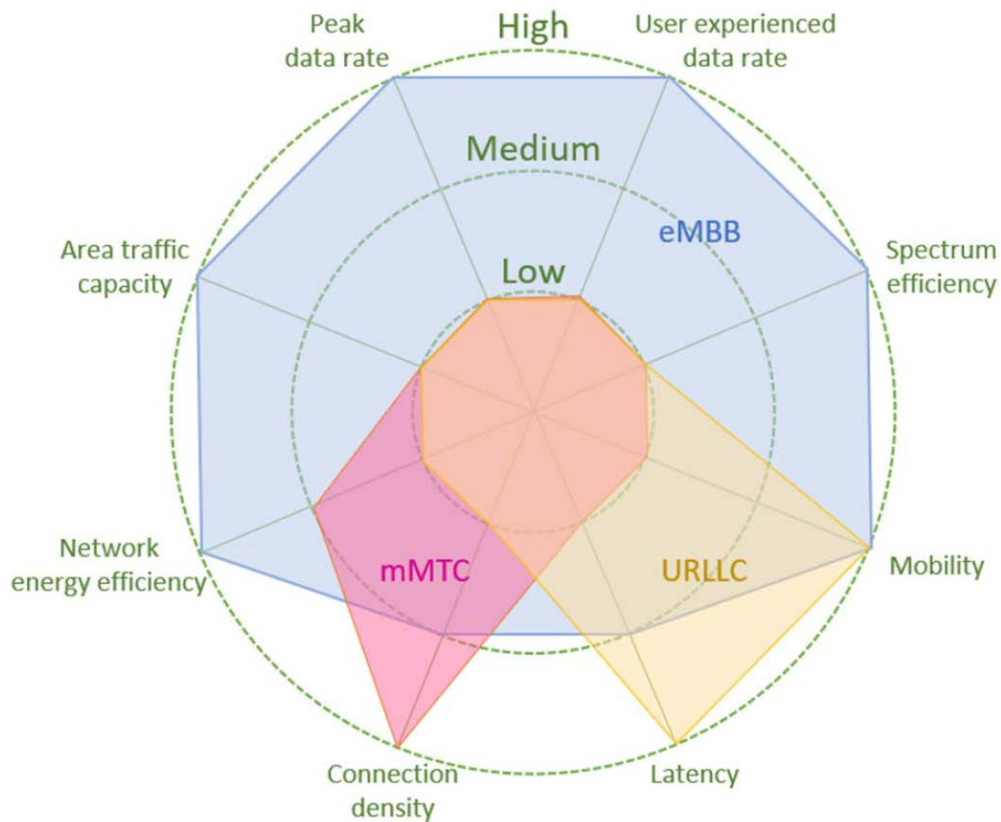 Peak
data rate
High
User experienced
data rate
Medium
eMBB
Area traffic
capacity
Low
Spectrum
efficiency
Network
energy efficiency
mMTC
URLLC
Mobility
Connection
density
Latency